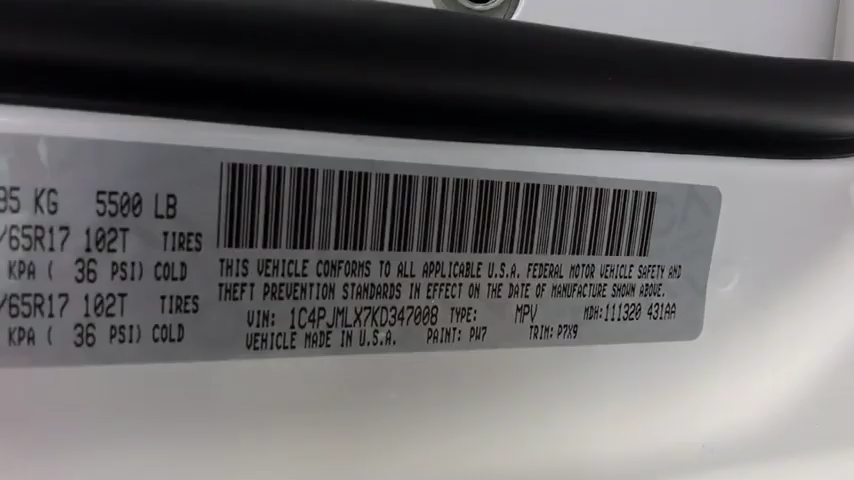 35 KG 5500 LB
/65R17 102T TIRES
KPA ( 36 PSI) COLD
/65R17 102T TIRES
KPA ( 36 PSI) COLD
THIS VEHICLE CONFORMS TO ALL APPLICABLE U.S.A. FEDERAL MOTOR VEHICLE SAFETY AND
THEFT PREVENTION STANDARDS IN EFFECT ON THE DATE OF MANUFACTURE SHOWN ABOVE.
VIN: 1C4PJMLX7KD347008 TYPE: MPV MDH:111320 431AA
VEHICLE MADE IN U.S.A. PAINT: PW7 TRIM: P7X9